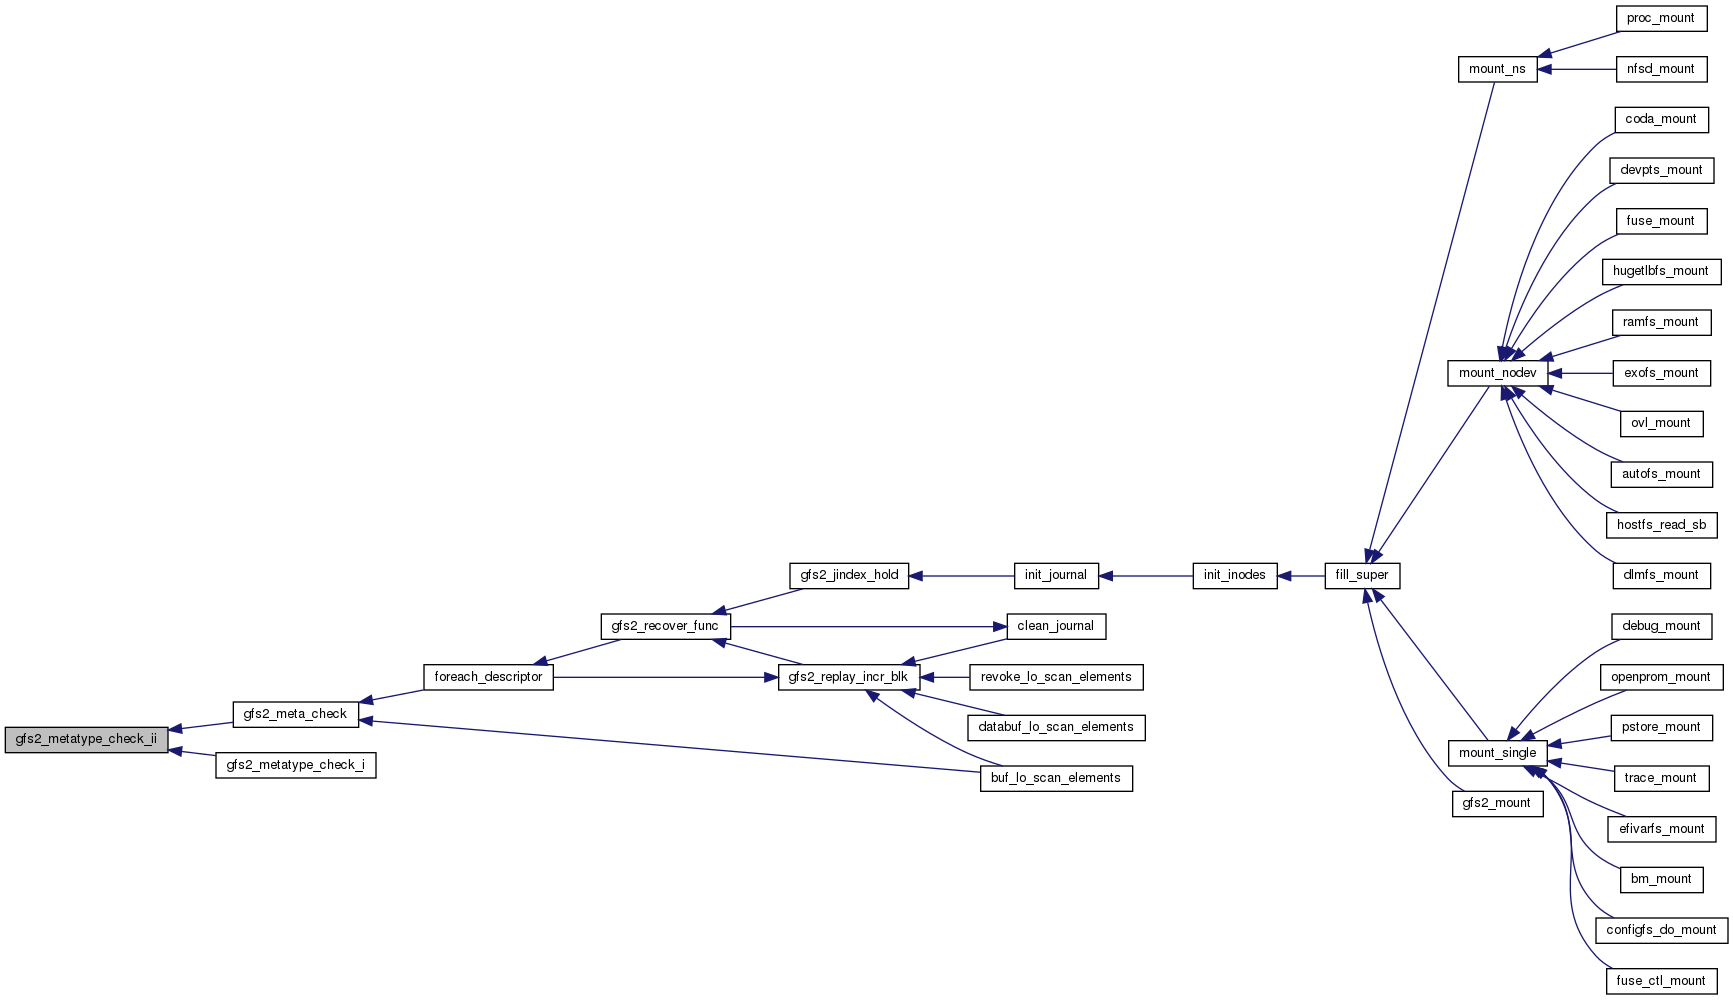 proc_mount
mount_ns
nfsd_mount
coda_mount
devpts_mount
fuse_mount
hugetlbfs_mount
ramfs_mount
mount_nodev
exofs_mount
ovl_mount
autofs_mount
hostfs_read_sb
gfs2_jindex_hold
init_journal
init_inodes
fill_super
dlmfs_mount
gfs2_recover_func
clean_journal
debug_mount
foreach_descriptor
gfs2_replay_incr_blk
revoke_lo_scan_elements
openprom_mount
gfs2_meta_check
databuf_lo_scan_elements
pstore_mount
gfs2_metatype_check_ii
mount_single
gfs2_metatype_check_i
buf_lo_scan_elements
trace_mount
gfs2_mount
efivarfs_mount
bm_mount
configfs_do_mount
fuse_ctl_mount